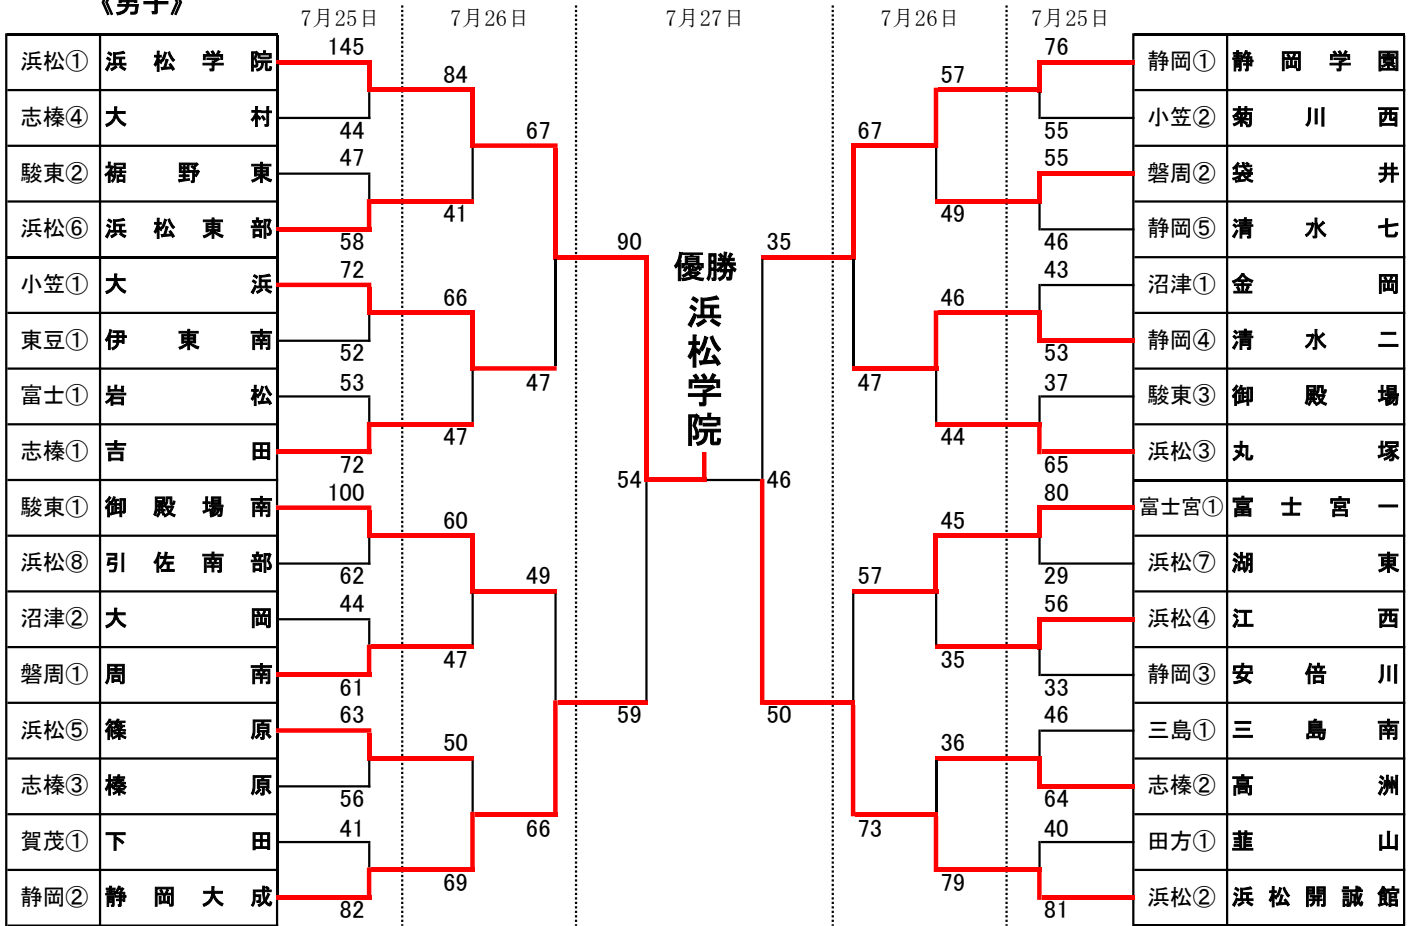 《男子》
7月25日 7月26日 7月27日 7月26日 7月25日
浜松① 浜松学院 145 76 静岡① 静岡学園
84 57
志榛④ 大村 44 67 67 55 小笠② 菊川西
駿東② 裾野東 47 55 磐周② 袋井
41 49
浜松⑥ 浜松東部 58 90 35 46 静岡⑤ 清水七
小笠① 大浜 72 優勝 43 沼津① 金岡
66 浜松学院 46
東豆① 伊東南 52 53 静岡④ 清水二
富士① 岩松 53 47 47 37 駿東③ 御殿場
47 44
志榛① 吉田 72 65 浜松③ 丸塚
駿東① 御殿場南 100 54 46 80 富士宮① 富士宮一
60 45
浜松⑧ 引佐南部 62 49 57 29 浜松⑦ 湖東
沼津② 大岡 44 56 浜松④ 江西
47 35
磐周① 周南 61 33 静岡③ 安倍川
浜松⑤ 篠原 63 59 50 46 三島① 三島南
50 36
志榛③ 榛原 56 64 志榛② 高洲
賀茂① 下田 41 66 73 40 田方① 韮山
69 79
静岡② 静岡大成 82 81 浜松② 浜松開誠館